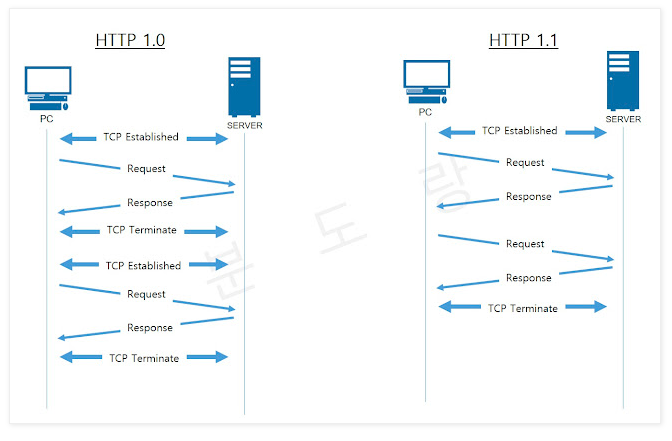 HTTP 1.0
PC
SERVER
TCP Established
Request
Response
TCP Terminate
TCP Established
Request
Response
TCP Terminate
HTTP 1.1
PC
SERVER
TCP Established
Request
Response
Request
Response
TCP Terminate
분 도 랑